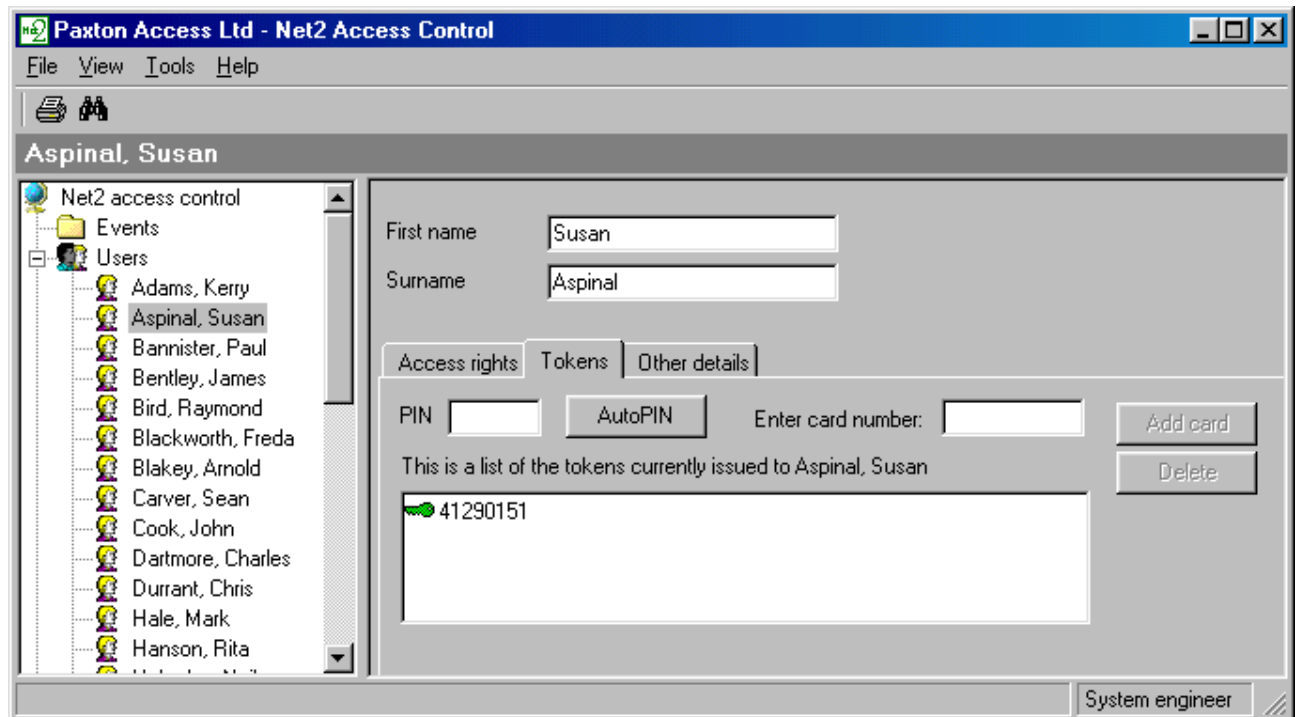 Paxton Access Ltd - Net2 Access Control
File View Tools Help
Aspinal, Susan
Net2 access control
Events
Users
Adams, Kerry
Aspinal, Susan
Bannister, Paul
Bentley, James
Bird, Raymond
Blackworth, Freda
Blakey, Arnold
Carver, Sean
Cook, John
Dartmore, Charles
Durrant, Chris
Hale, Mark
Hanson, Rita
First name Susan
Surname Aspinal
Access rights Tokens Other details
PIN AutoPIN Enter card number: Add card
This is a list of the tokens currently issued to Aspinal, Susan Delete
41290151
System engineer